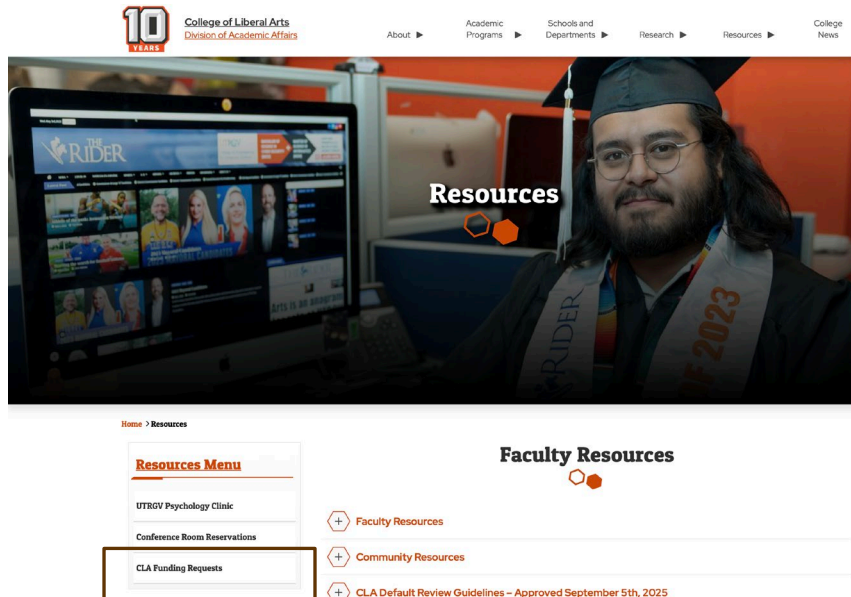 10
YEARS
College of Liberal Arts
Division of Academic Affairs
About ▶
Academic
Programs ▶
Schools and
Departments ▶
Research ▶
Resources ▶
College
News
THE
RIDER
Resources
RIDER
OF 2023
Home > Resources
Resources Menu
UTRGV Psychology Clinic
Conference Room Reservations
CLA Funding Requests
Faculty Resources
+ Faculty Resources
+ Community Resources
+ CLA Default Review Guidelines – Approved September 5th, 2025